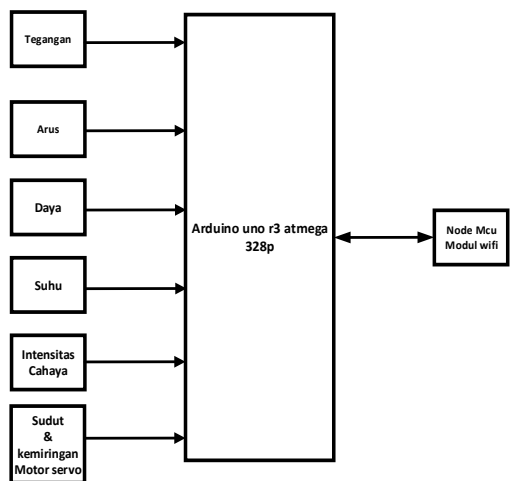 Tegangan
Arus
Daya
Suhu
Intensitas
Cahaya
Sudut
&
kemiringan
Motor servo
Arduino uno r3 atmega
328p
Node Mcu
Modul wifi